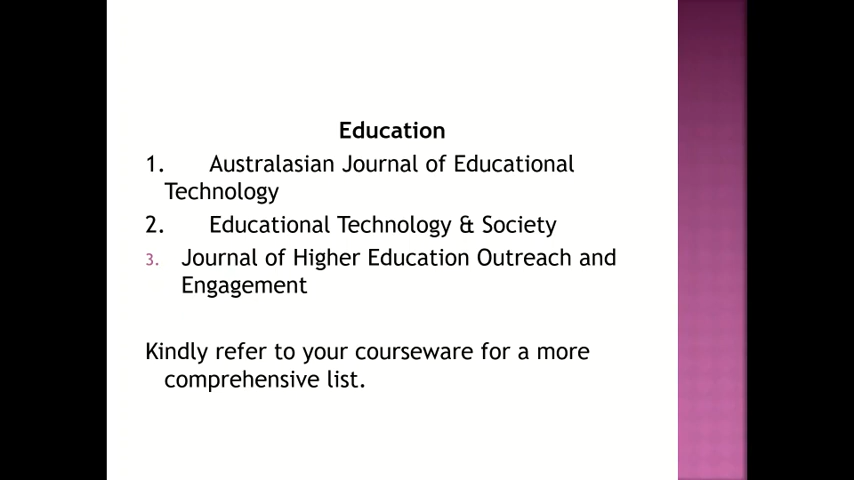 Education
1. Australasian Journal of Educational
Technology
2. Educational Technology & Society
3. Journal of Higher Education Outreach and
Engagement
Kindly refer to your courseware for a more
comprehensive list.